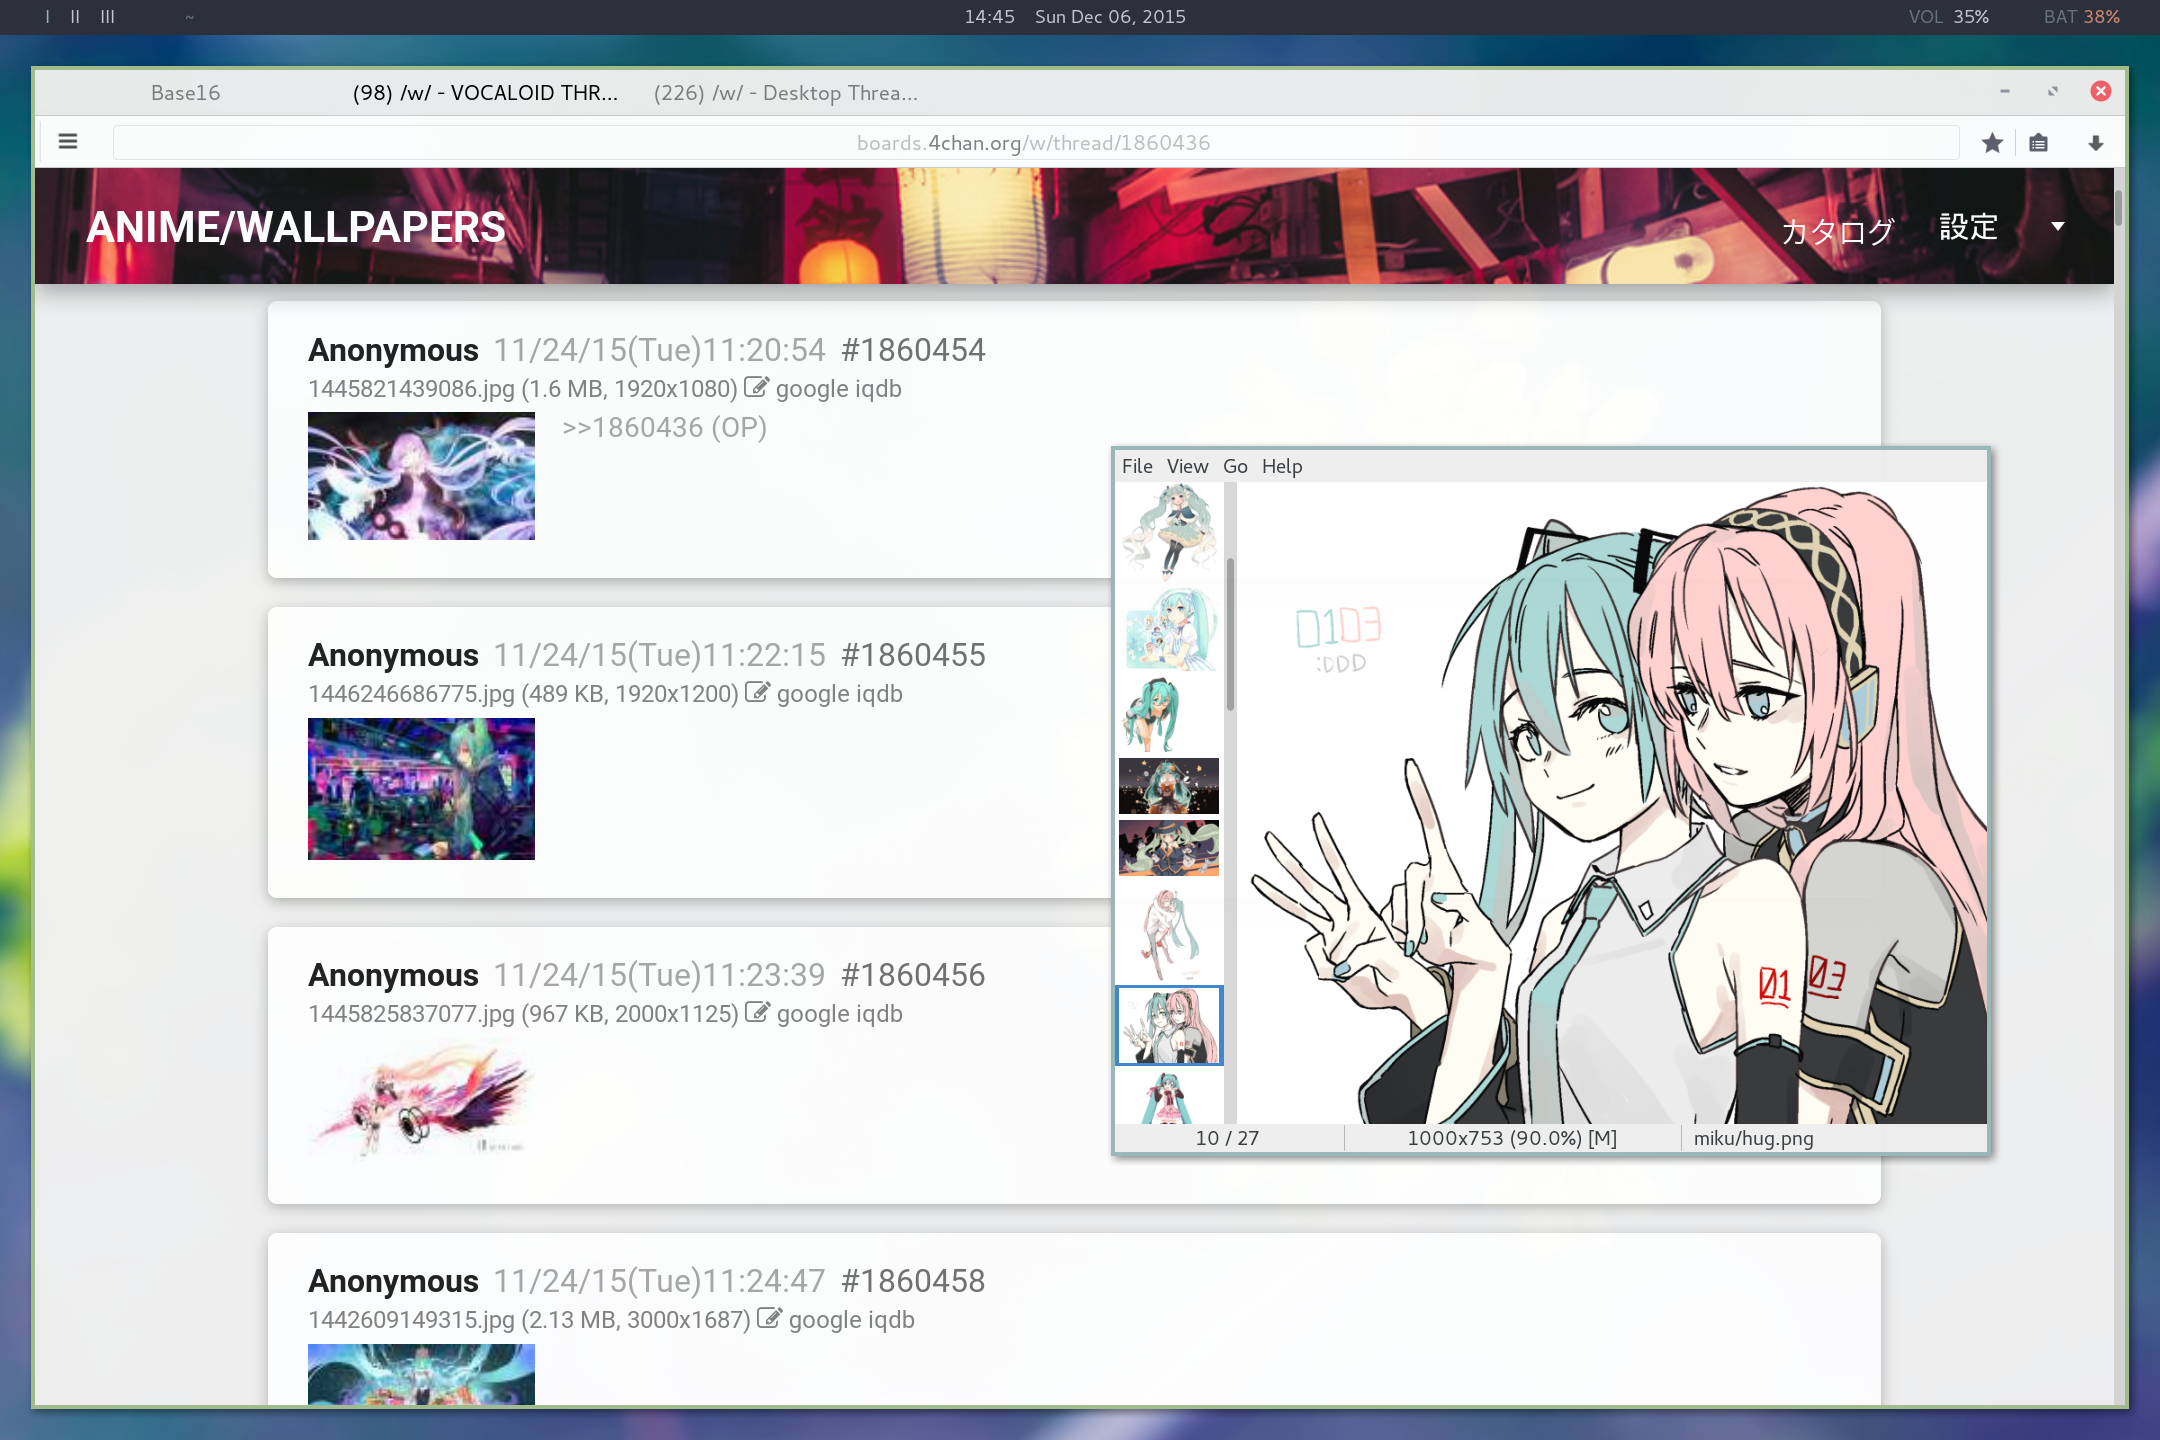 I II III ~ 14:45 Sun Dec 06, 2015 VOL 35% BAT 38%
Base16 (98) /w/ - VOCALOID THR... (226) /w/ - Desktop Threa...
boards.4chan.org/w/thread/1860436
ANIME/WALLPAPERS カタログ 設定
Anonymous 11/24/15(Tue)11:20:54 #1860454
1445821439086.jpg (1.6 MB, 1920x1080) google iqdb
>>1860436 (OP)
Anonymous 11/24/15(Tue)11:22:15 #1860455
1446246686775.jpg (489 KB, 1920x1200) google iqdb
Anonymous 11/24/15(Tue)11:23:39 #1860456
1445825837077.jpg (967 KB, 2000x1125) google iqdb
Anonymous 11/24/15(Tue)11:24:47 #1860458
1442609149315.jpg (2.13 MB, 3000x1687) google iqdb
File View Go Help
0103
:DDD
01 03
10 / 27 1000x753 (90.0%) [M] miku/hug.png